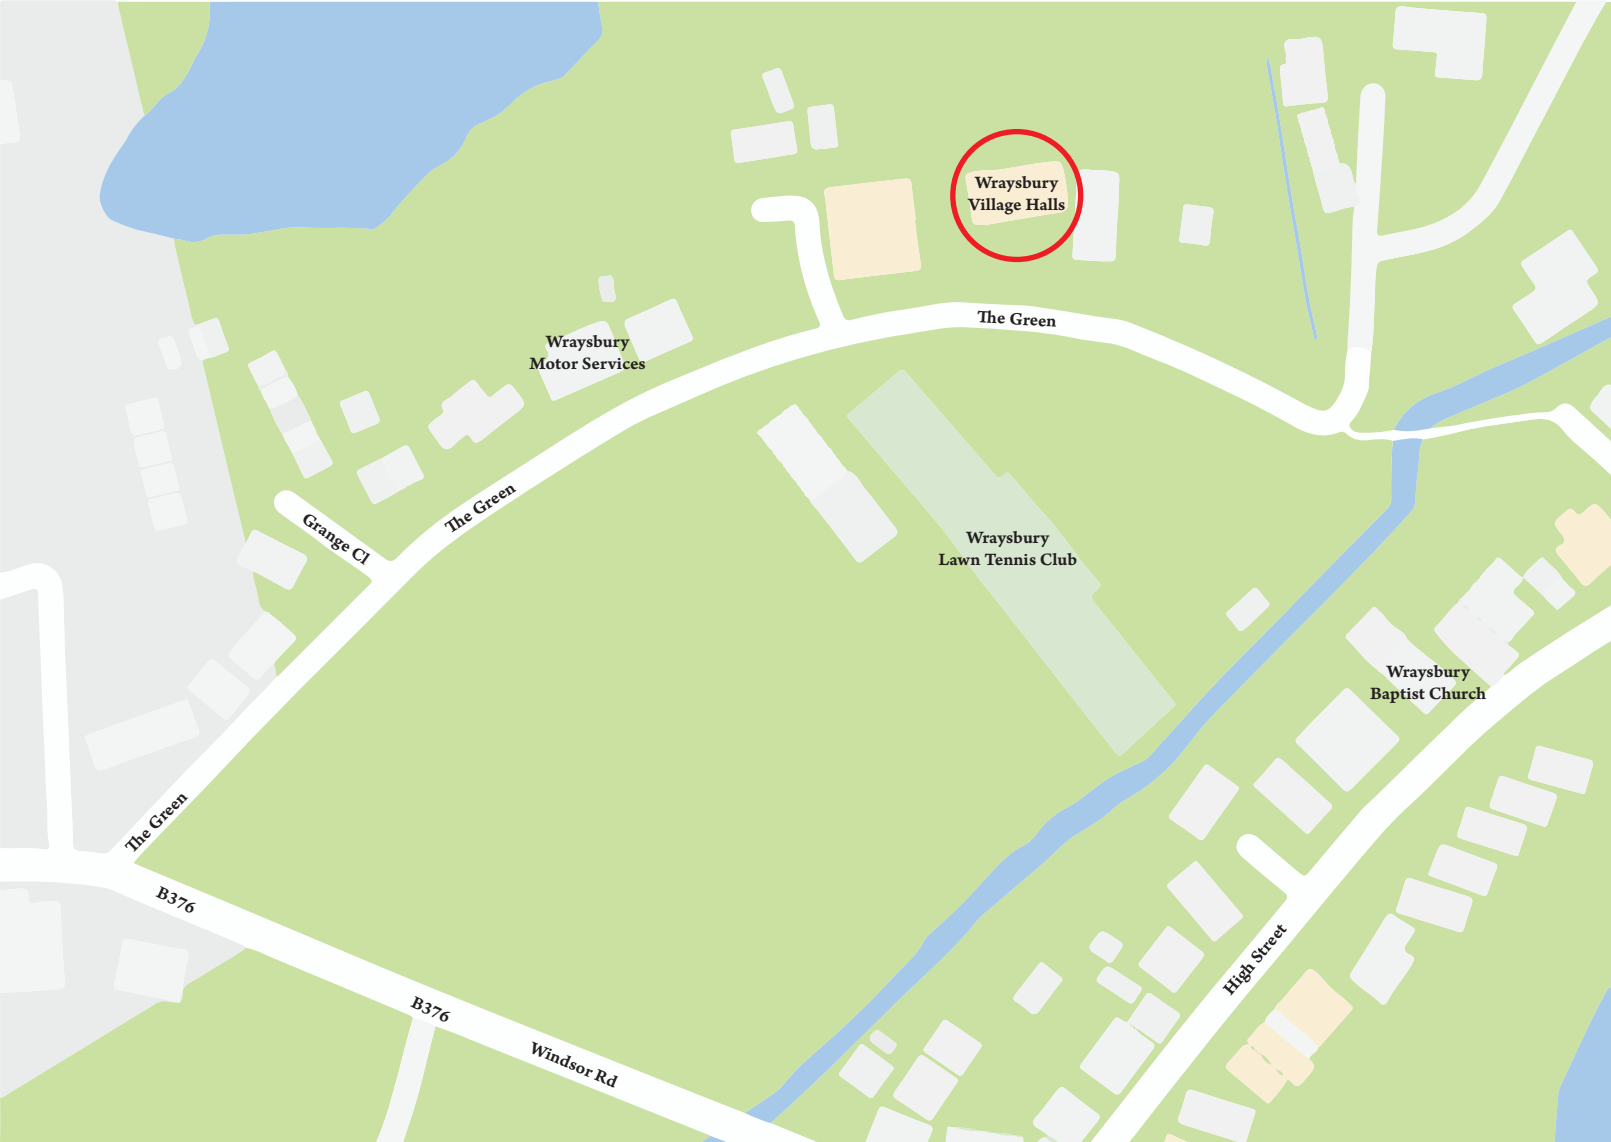 Wraysbury
Village Halls
The Green
Wraysbury
Motor Services
The Green
Grange Cl
Wraysbury
Lawn Tennis Club
Wraysbury
Baptist Church
The Green
B376
High Street
B376
Windsor Rd